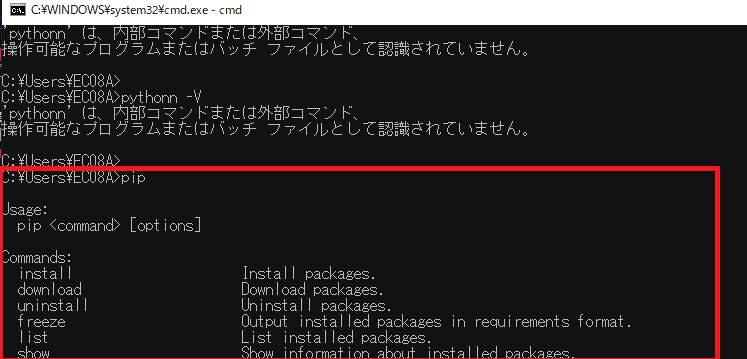 C:¥WINDOWS¥system32¥cmd.exe - cmd
'pythonn' は、内部コマンドまたは外部コマンド、
操作可能なプログラムまたはバッチ ファイルとして認識されていません。
C:¥Users¥EC08A>
C:¥Users¥EC08A>pythonn -V
'pythonn' は、内部コマンドまたは外部コマンド、
操作可能なプログラムまたはバッチ ファイルとして認識されていません。
C:¥Users¥EC08A>
C:¥Users¥EC08A>pip
Usage:
pip <command> [options]
Commands:
install Install packages.
download Download packages.
uninstall Uninstall packages.
freeze Output installed packages in requirements format.
list List installed packages.
show Show information about installed packages.